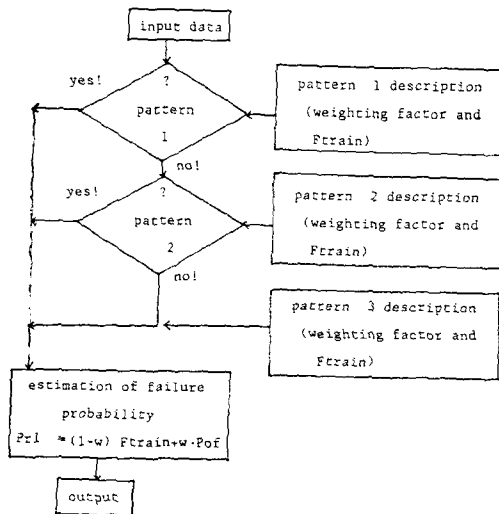 input data
yes!
?
pattern
1
no!
pattern 1 description
(weighting factor and
Ftrain)
yes!
?
pattern
2
no!
pattern 2 description
(weighting factor and
Ftrain)
pattern 3 description
(weighting factor and
Ftrain)
estimation of failure
probability
Prl = (1-w) Ftrain+w·Pof
output